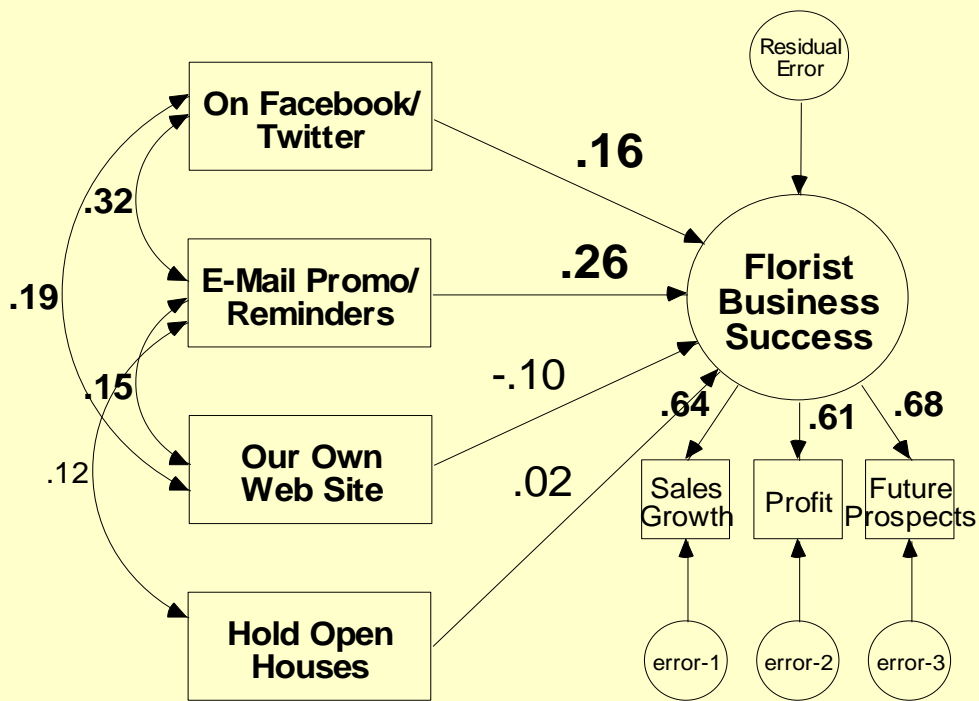 Residual
Error
On Facebook/
Twitter
.16
.32
E-Mail Promo/
Reminders
.26
Florist
Business
Success
.19
-.10
.15
.64
.61
.68
.12
Our Own
Web Site
.02
Sales
Growth
Profit
Future
Prospects
Hold Open
Houses
error-1
error-2
error-3